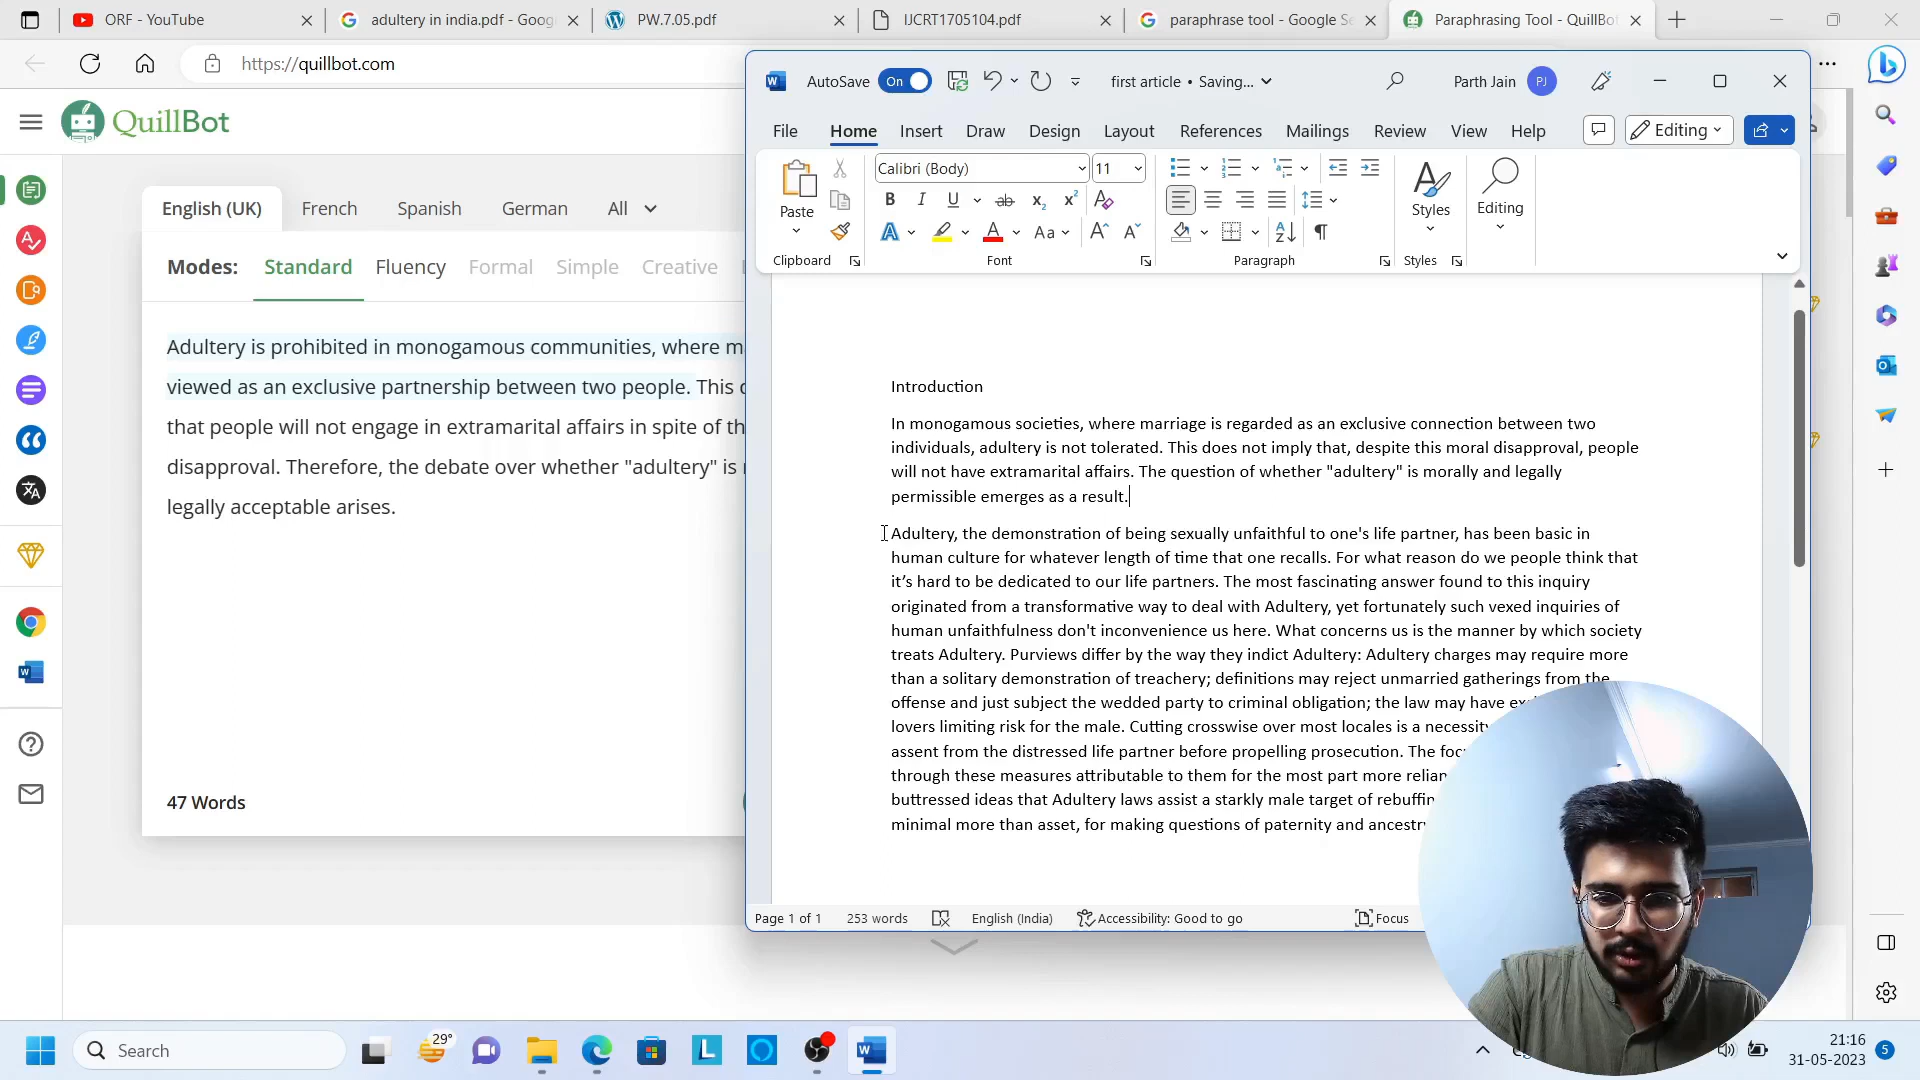 ORF - YouTube
adultery in india.pdf - Goog
PW.7.05.pdf
IJCRT1705104.pdf
paraphrase tool - Google Se
Paraphrasing Tool - QuillBot
https://quillbot.com
QuillBot
English (UK) French Spanish German All
Modes: Standard Fluency Formal Simple Creative
Adultery is prohibited in monogamous communities, where ma
viewed as an exclusive partnership between two people. This d
that people will not engage in extramarital affairs in spite of th
disapproval. Therefore, the debate over whether "adultery" is
legally acceptable arises.
47 Words
AutoSave On first article • Saving... Parth Jain PJ
File Home Insert Draw Design Layout References Mailings Review View Help Editing
Paste
Calibri (Body) 11
Styles
Editing
Clipboard Font Paragraph Styles
Introduction
In monogamous societies, where marriage is regarded as an exclusive connection between two
individuals, adultery is not tolerated. This does not imply that, despite this moral disapproval, people
will not have extramarital affairs. The question of whether "adultery" is morally and legally
permissible emerges as a result.
Adultery, the demonstration of being sexually unfaithful to one's life partner, has been basic in
human culture for whatever length of time that one recalls. For what reason do we people think that
it’s hard to be dedicated to our life partners. The most fascinating answer found to this inquiry
originated from a transformative way to deal with Adultery, yet fortunately such vexed inquiries of
human unfaithfulness don't inconvenience us here. What concerns us is the manner by which society
treats Adultery. Purviews differ by the way they indict Adultery: Adultery charges may require more
than a solitary demonstration of treachery; definitions may reject unmarried gatherings from the
offense and just subject the wedded party to criminal obligation; the law may have
lovers limiting risk for the male. Cutting crosswise over most locales is a necessity
assent from the distressed life partner before propelling prosecution. The
through these measures attributable to them for the most part more
buttressed ideas that Adultery laws assist a starkly male target of
minimal more than asset, for making questions of paternity and
Page 1 of 1 253 words English (India) Accessibility: Good to go Focus
29°
Search
21:16
31-05-2023
5